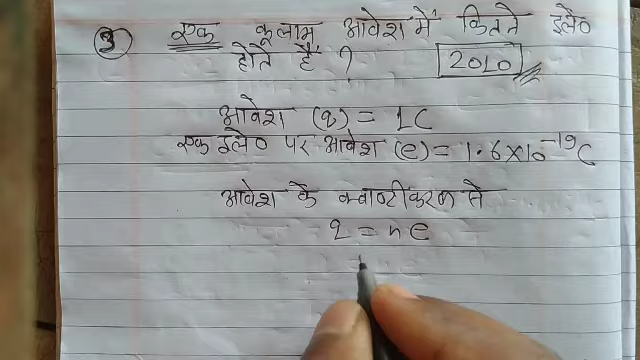 3 एक कूलाम आवेश में कितने इलै०
होते हैं ? 2010
आवेश (q) = 1C
एक इलै० पर आवेश (e) = 1.6×10⁻¹⁹C
आवेश के क्वाण्टीकरण से
q = ne